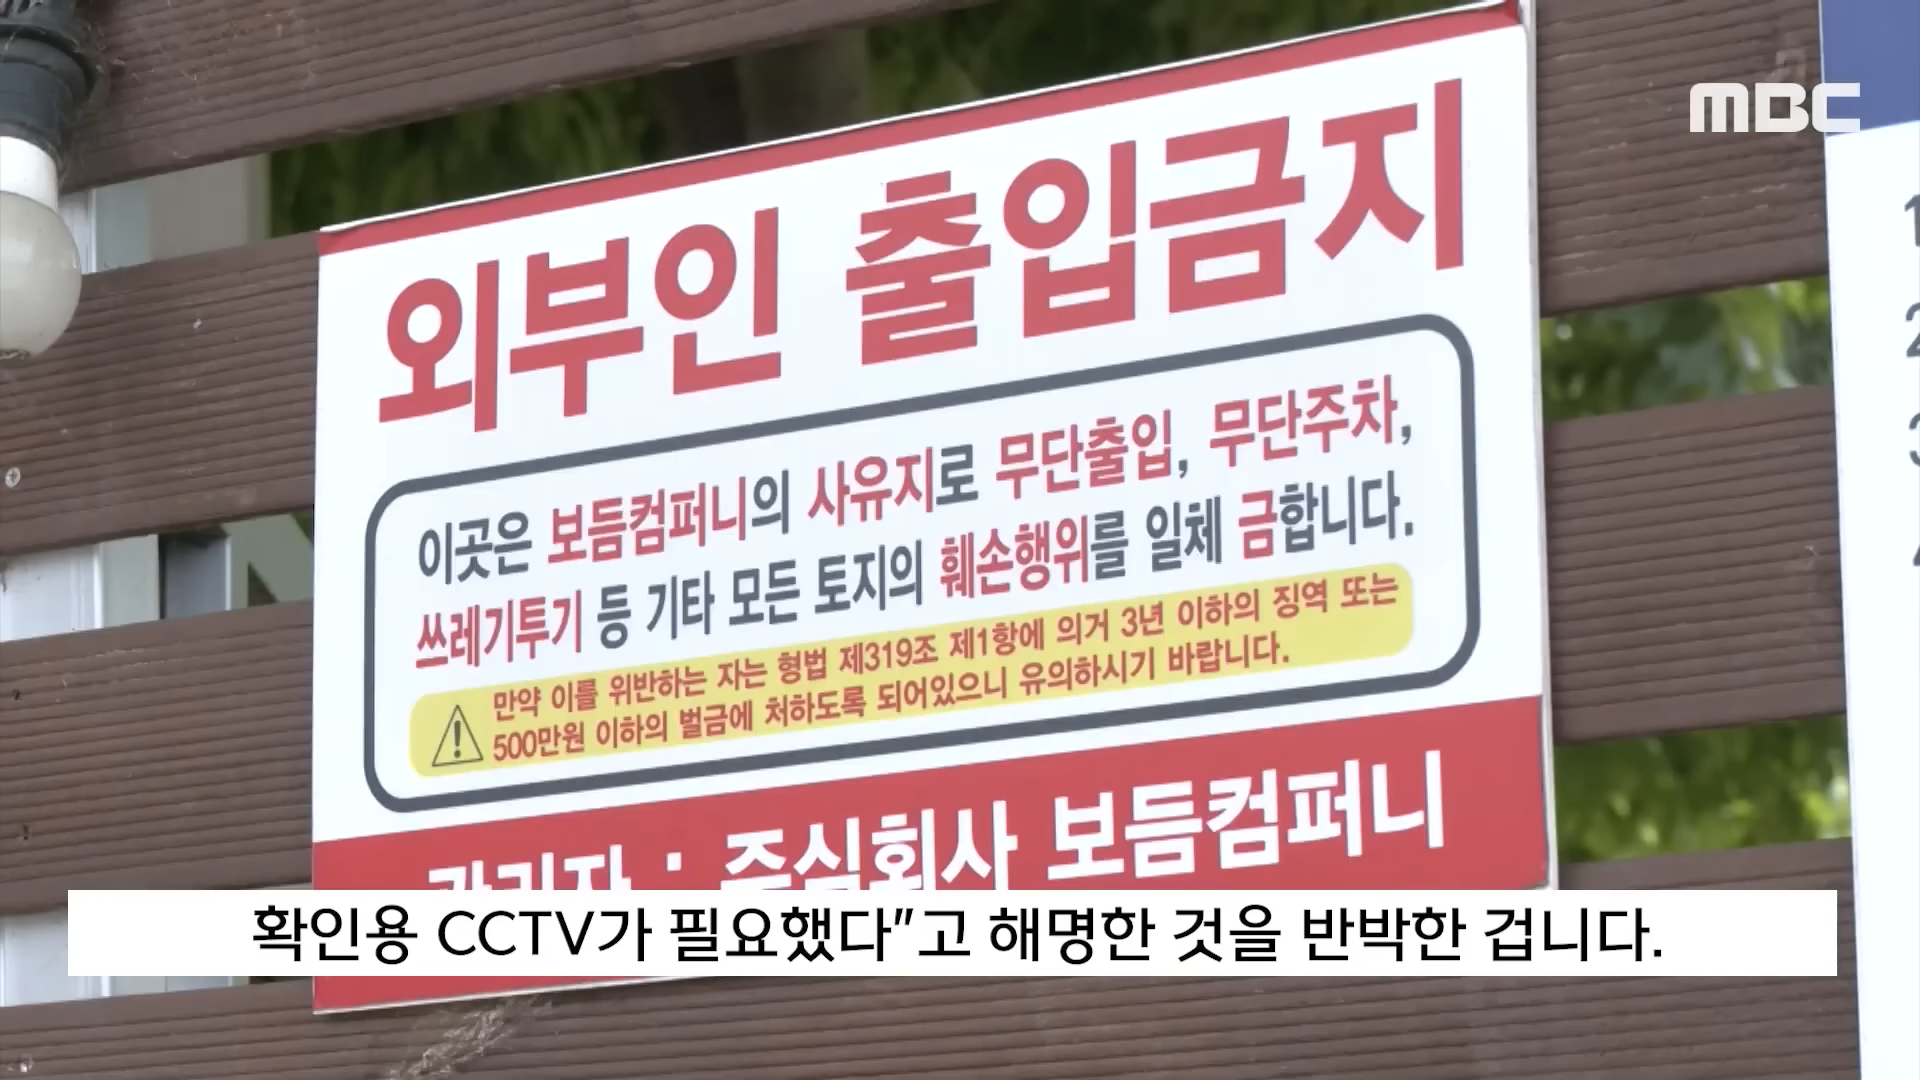 MBC
외부인 출입금지
이곳은 보듬컴퍼니의 사유지로 무단출입, 무단주차,
쓰레기투기 등 기타 모든 토지의 훼손행위를 일체 금합니다.
만약 이를 위반하는 자는 형법 제319조 제1항에 의거 3년 이하의 징역 또는
500만원 이하의 벌금에 처하도록 되어있으니 유의하시기 바랍니다.
관리자 : 주식회사 보듬컴퍼니
확인용 CCTV가 필요했다"고 해명한 것을 반박한 겁니다.